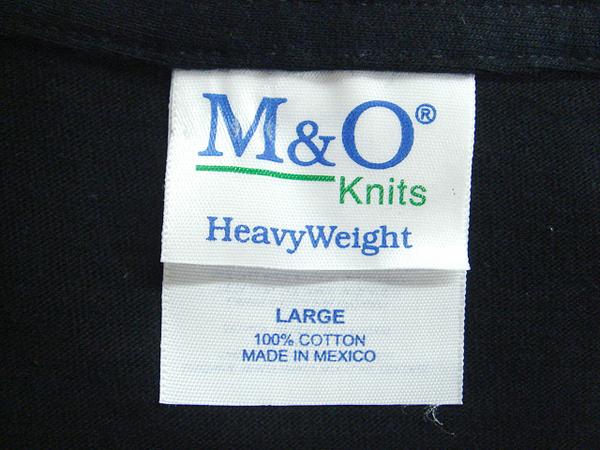 M&O®
Knits
HeavyWeight
LARGE
100% COTTON
MADE IN MEXICO